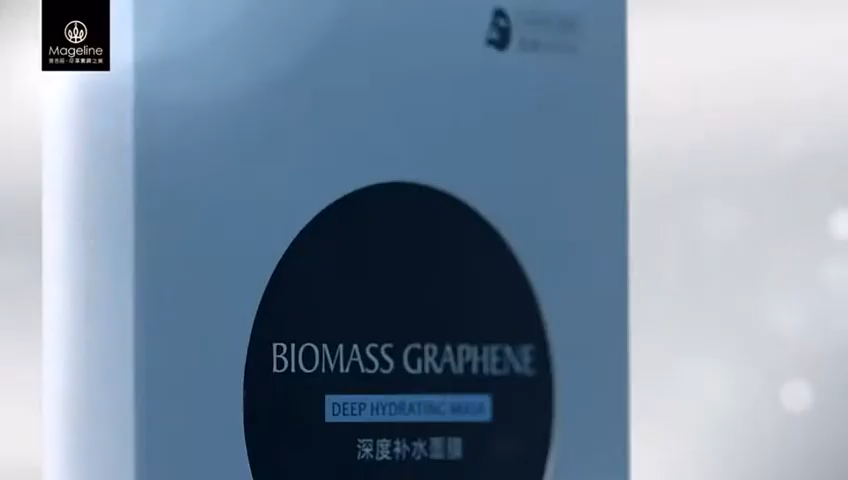 Mageline
BIOMASS GRAPHENE
DEEP HYDRATING MASK
深度补水面膜